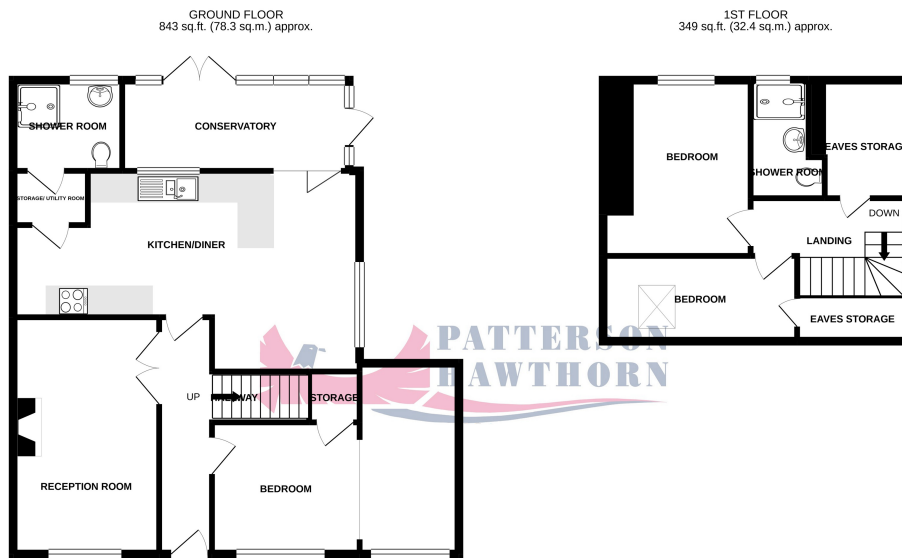 GROUND FLOOR
843 sq.ft. (78.3 sq.m.) approx.
SHOWER ROOM
CONSERVATORY
STORAGE/ UTILITY ROOM
KITCHEN/DINER
UP
HALLWAY
STORAGE
RECEPTION ROOM
BEDROOM
1ST FLOOR
349 sq.ft. (32.4 sq.m.) approx.
BEDROOM
EAVES STORAG
SHOWER ROOM
DOWN
LANDING
BEDROOM
EAVES STORAGE
PATTERSON
HAWTHORN